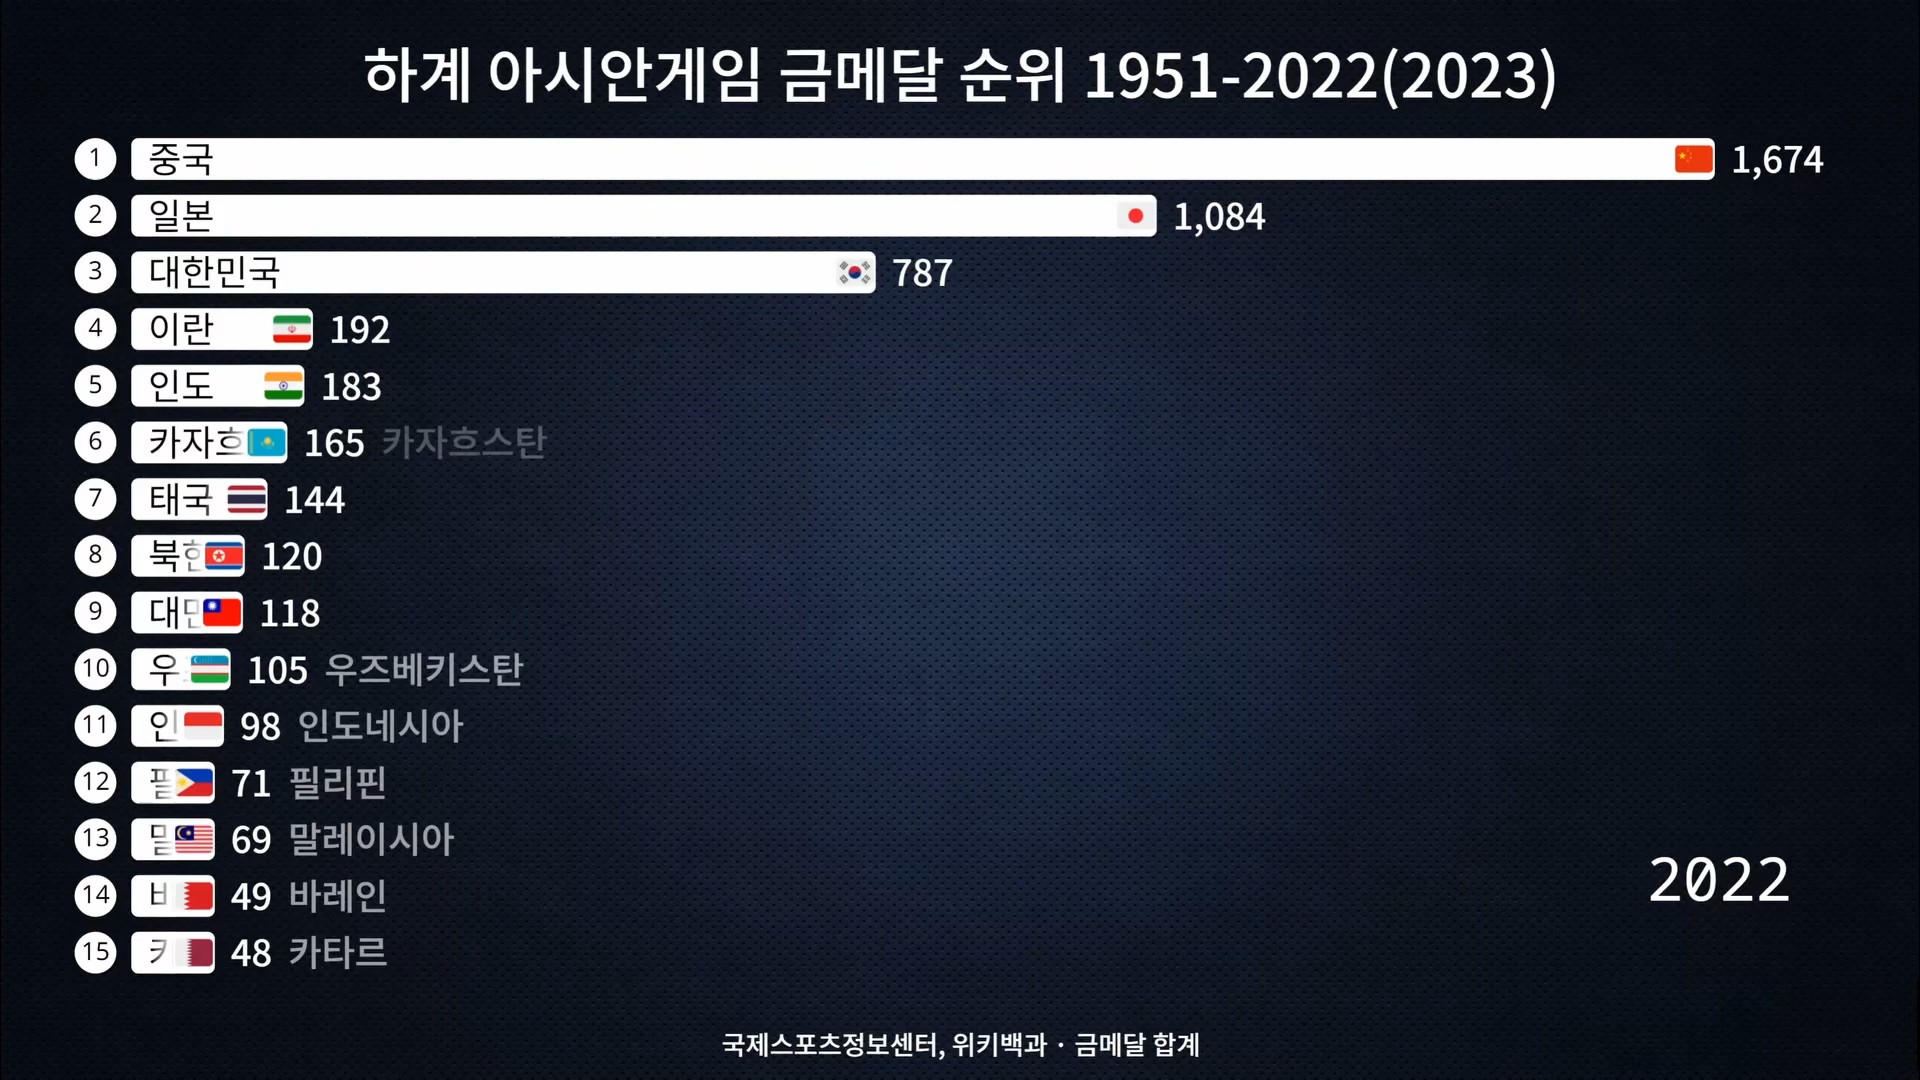 하계 아시안게임 금메달 순위 1951-2022(2023)
1 중국 1,674
2 일본 1,084
3 대한민국 787
4 이란 192
5 인도 183
6 카자흐 165 카자흐스탄
7 태국 144
8 북한 120
9 대만 118
10 우 105 우즈베키스탄
11 인 98 인도네시아
12 필 71 필리핀
13 말 69 말레이시아
14 바 49 바레인
15 카 48 카타르
2022
국제스포츠정보센터, 위키백과 · 금메달 합계